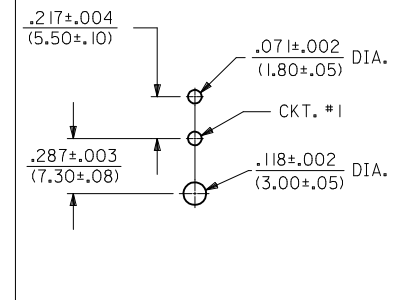 .217±.004
(5.50±.10)
.071±.002 DIA.
(1.80±.05)
CKT. #1
.287±.003
(7.30±.08)
.118±.002 DIA.
(3.00±.05)